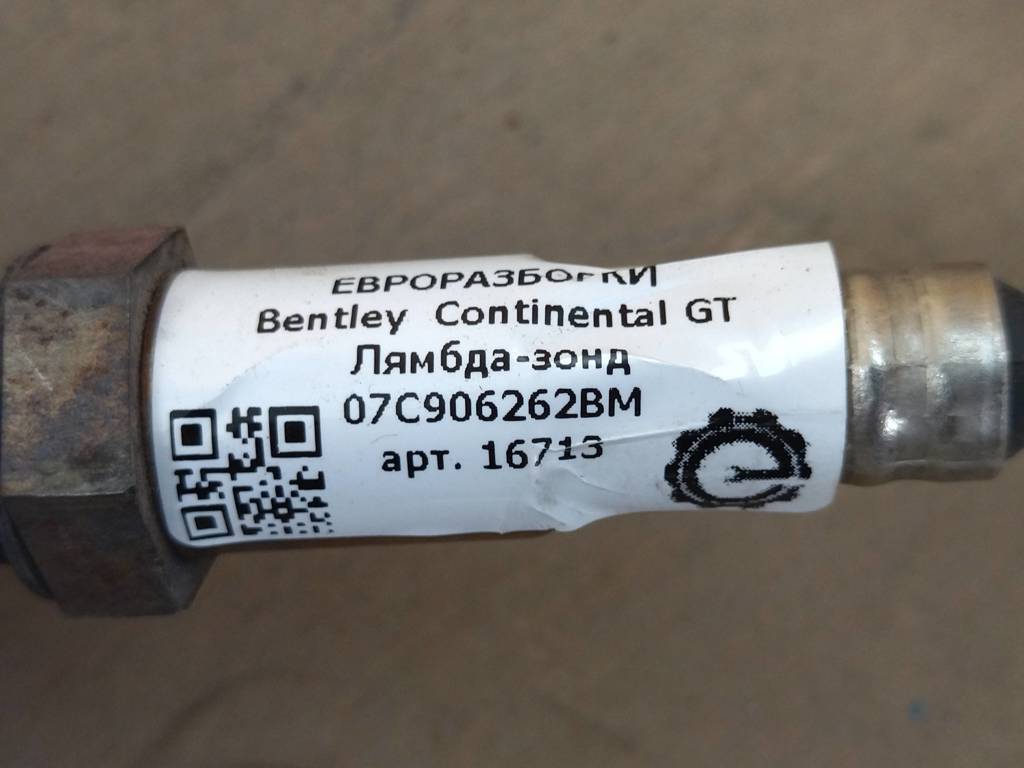 ЕВРОРАЗБОРКИ
Bentley Continental GT
Лямбда-зонд
07C906262BM
арт. 16713